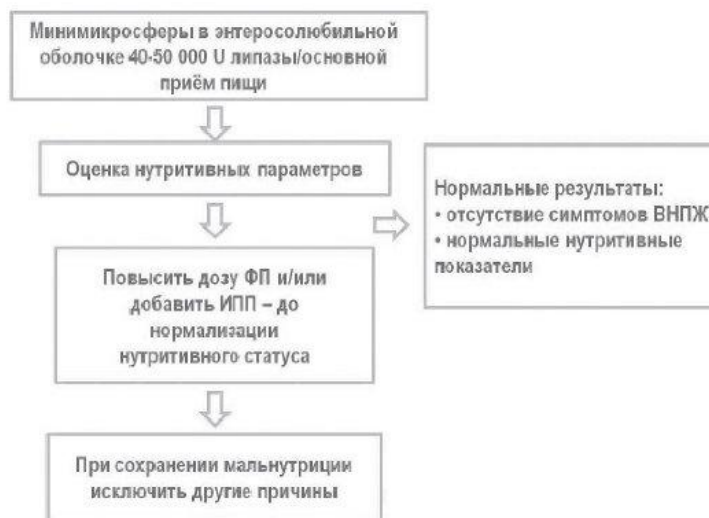 Минимикросферы в энтеросолюбильной
оболочке 40-50 000 U липазы/основной
приём пищи
Оценка нутритивных параметров
Нормальные результаты:
• отсутствие симптомов ВНПЖ
• нормальные нутритивные
показатели
Повысить дозу ФП и/или
добавить ИПП – до
нормализации
нутритивного статуса
При сохранении мальнутриции
исключить другие причины